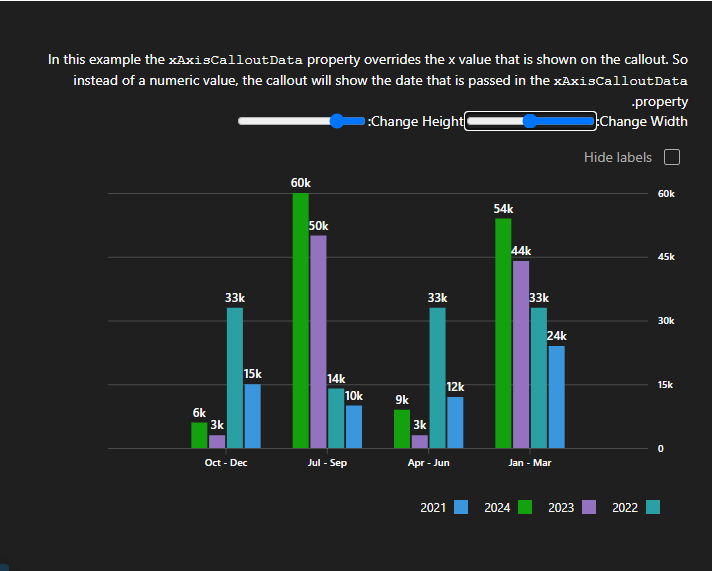 In this example the xAxisCalloutData property overrides the x value that is shown on the callout. So
instead of a numeric value, the callout will show the date that is passed in the xAxisCalloutData
.property
:Change Height :Change Width
Hide labels
60k 60k
54k
50k
45k
44k
33k 33k 33k
30k
24k
15k 14k 15k
10k 12k
9k
6k
3k 3k
0
Oct - Dec Jul - Sep Apr - Jun Jan - Mar
2021 2024 2023 2022